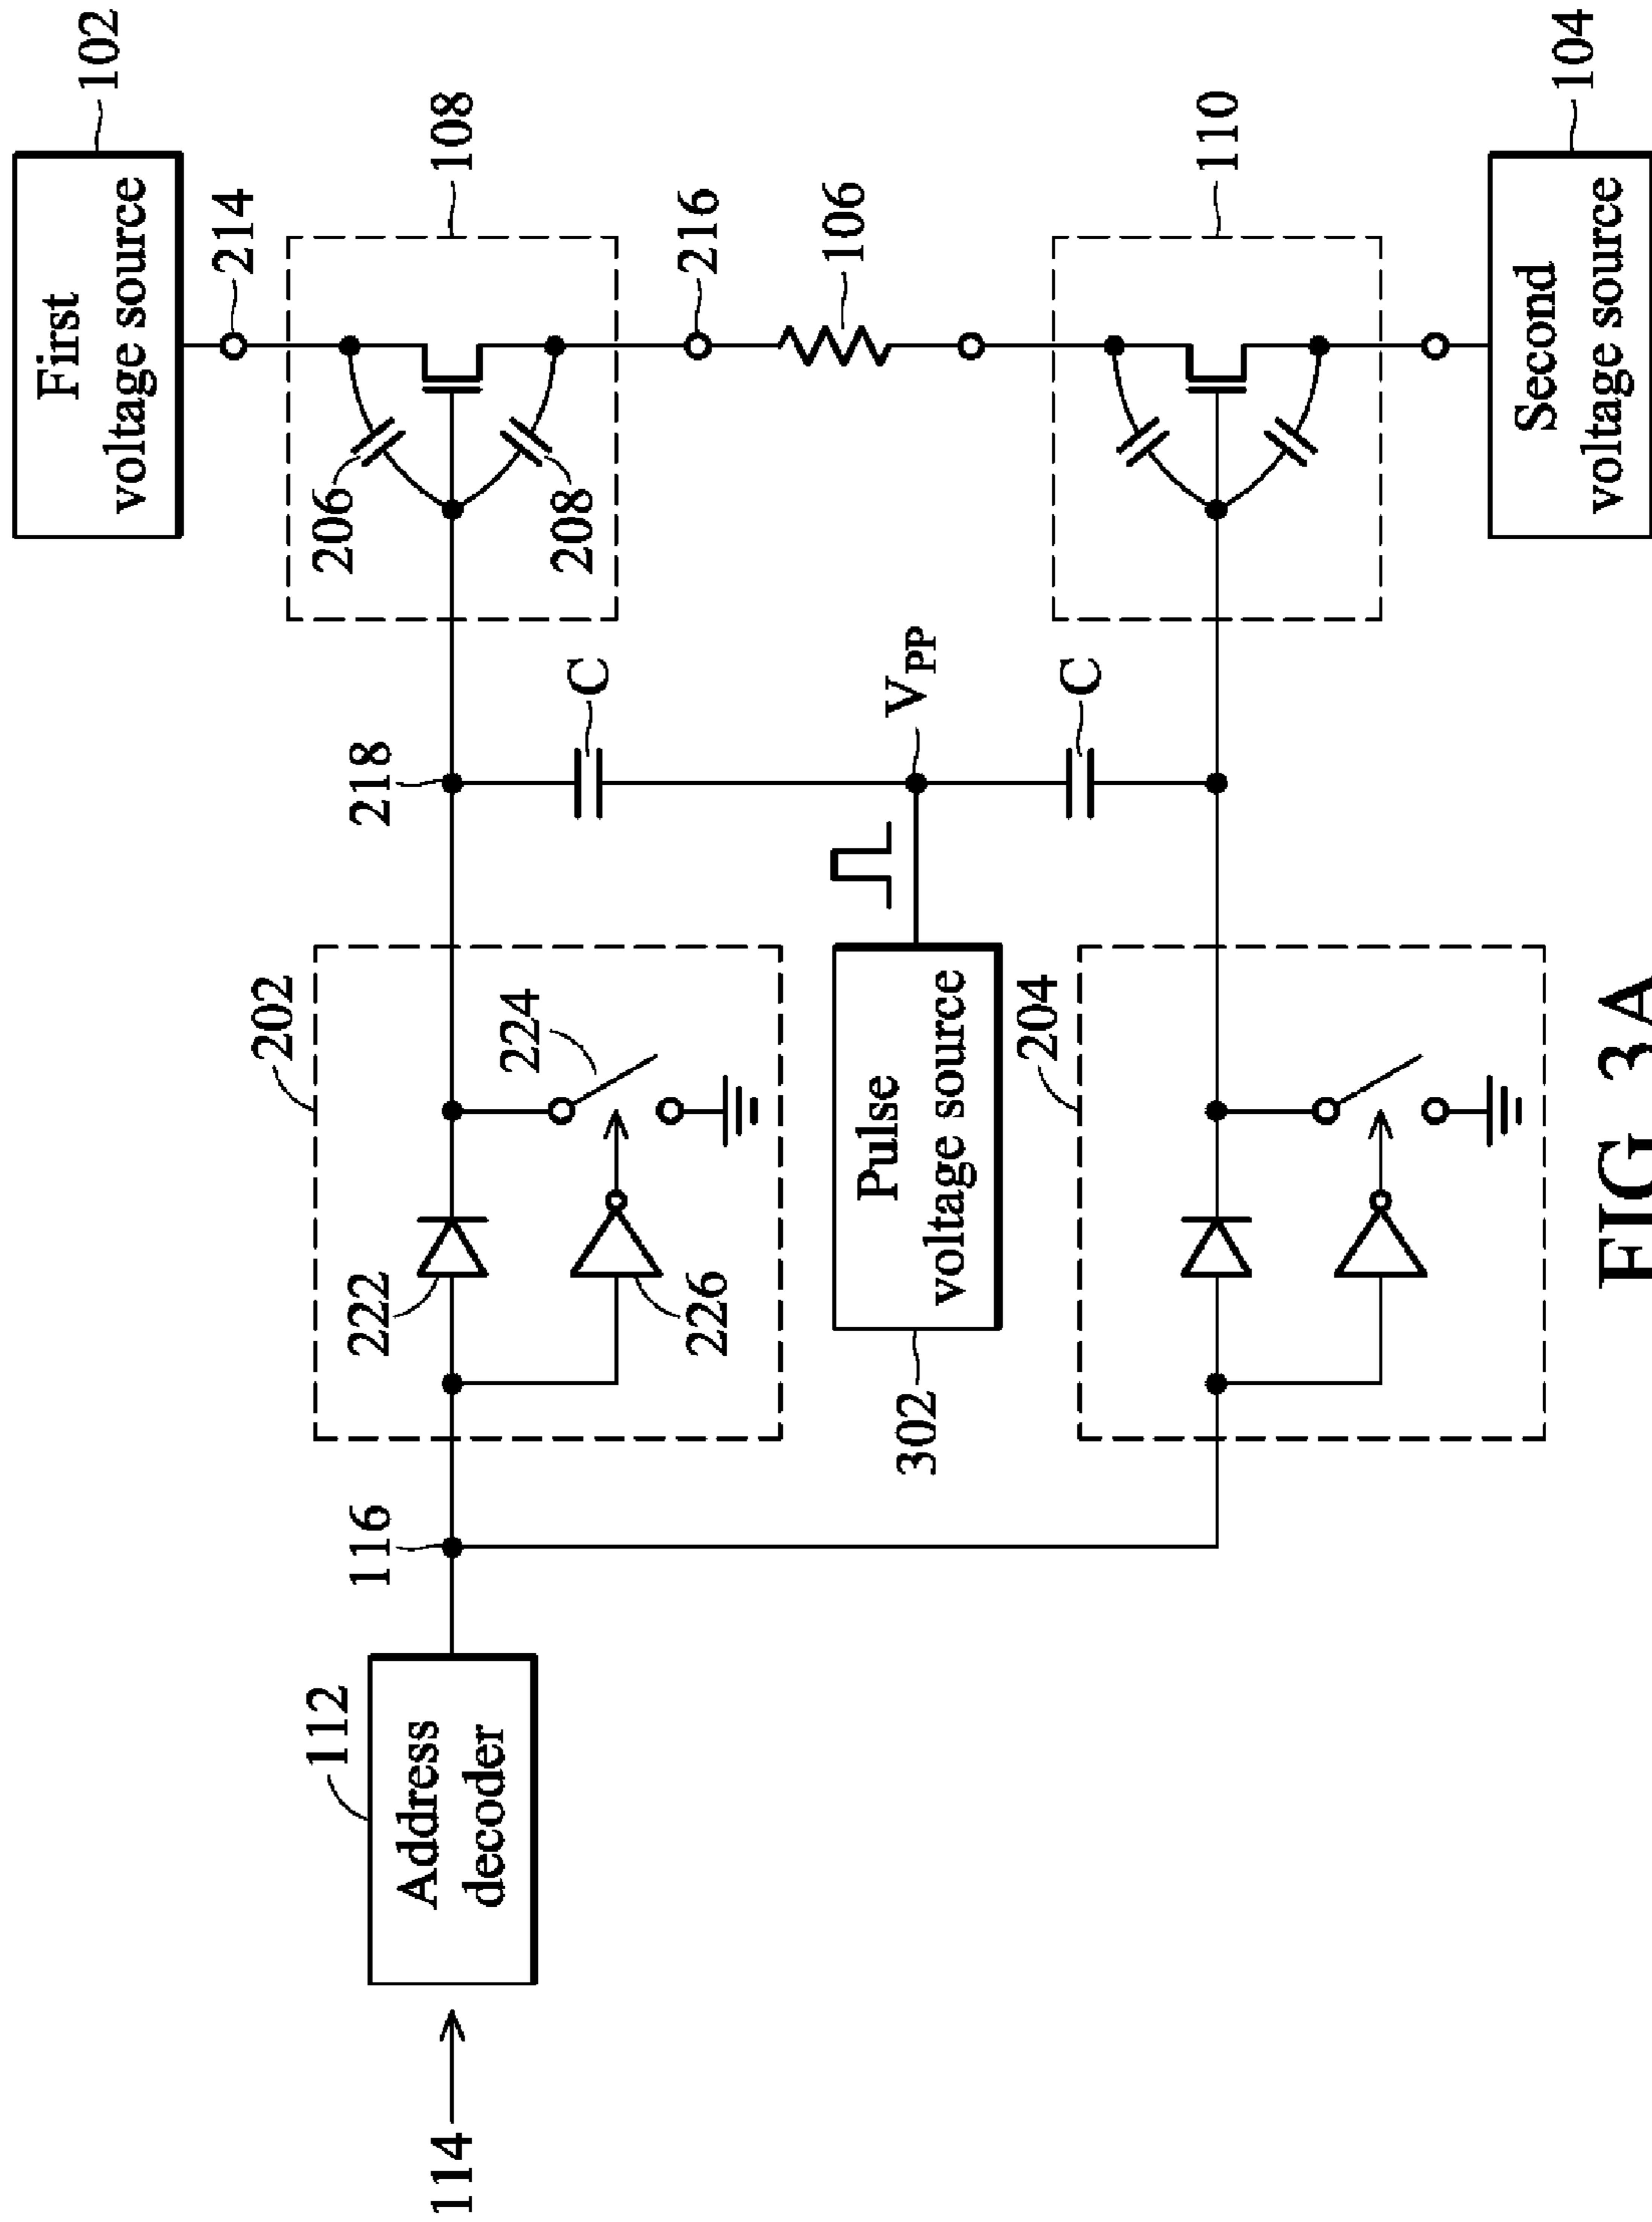 First
voltage source
102
214
108
206
208
216
106
110
Second
voltage source
104
218
C
V_PP
C
202
222
224
226
Pulse
voltage source
302
204
116
Address
decoder
112
114
FIG. 3A